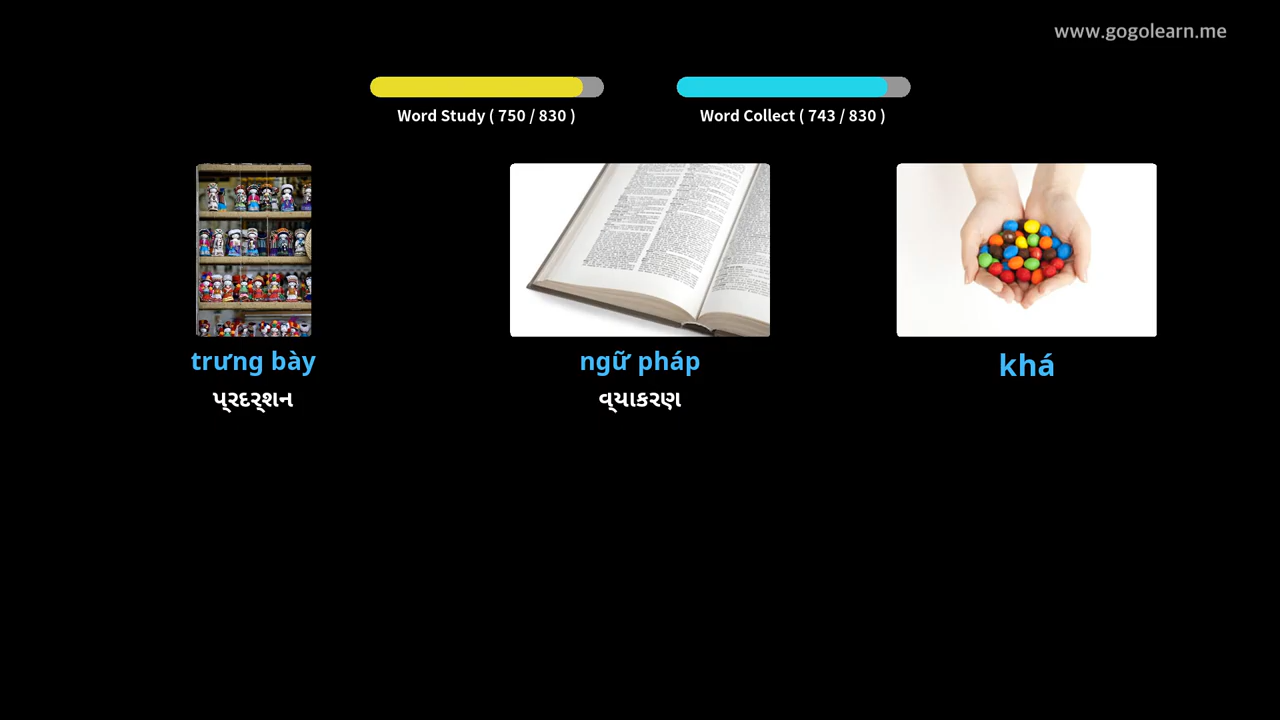 www.gogolearn.me
Word Study ( 750 / 830 )
Word Collect ( 743 / 830 )
trưng bày
પ્રદર્શન
ngữ pháp
વ્યાકરણ
khá